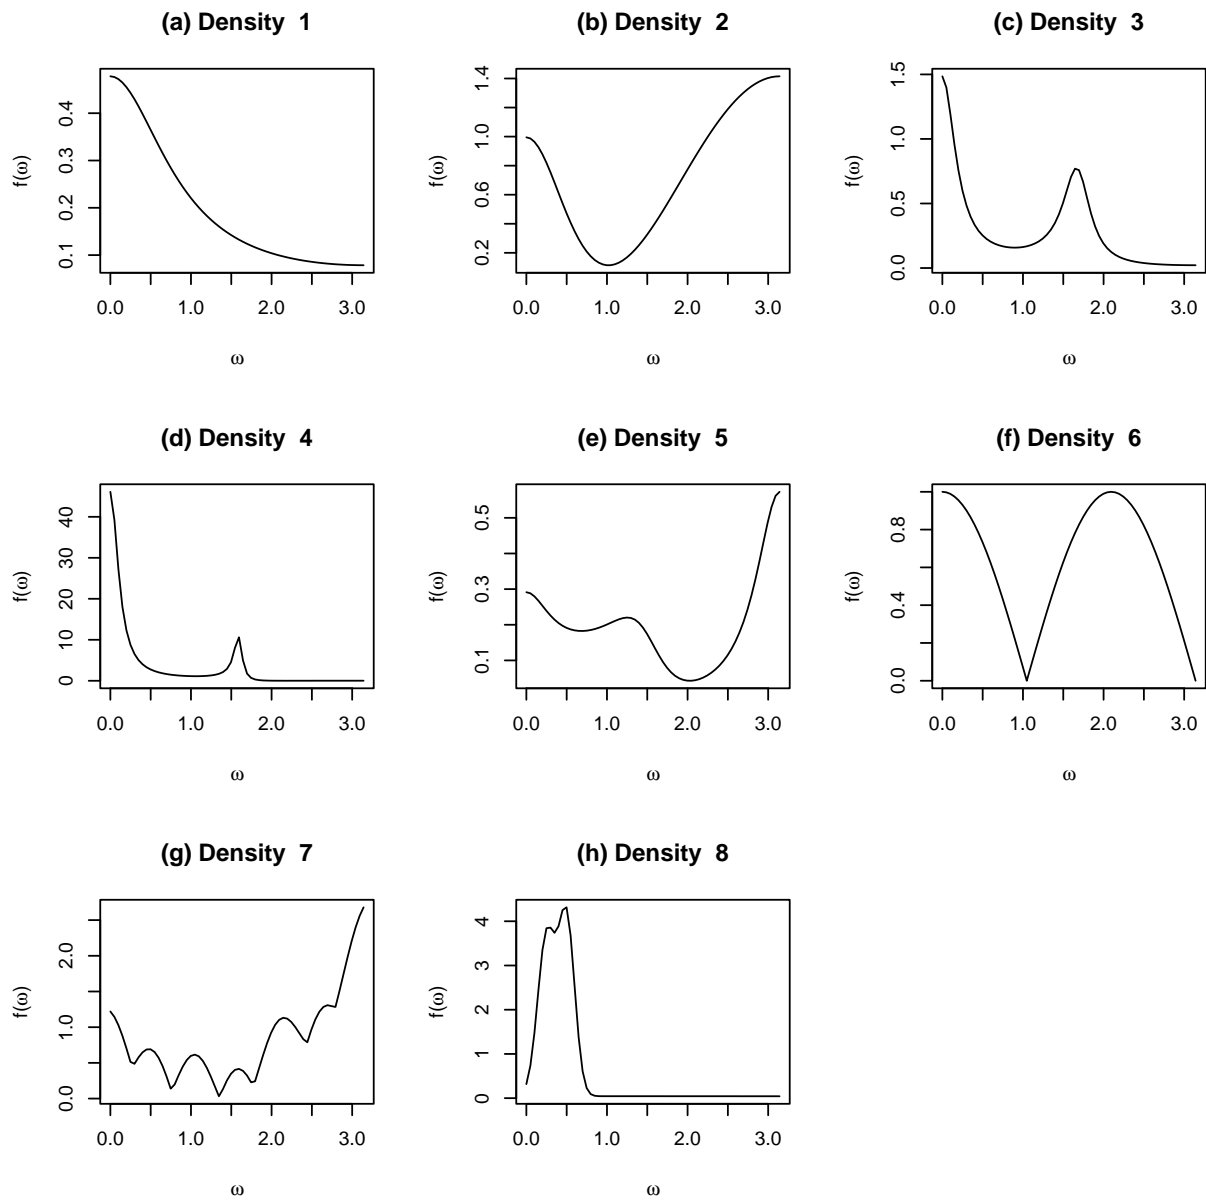 (a) Density 1
f(ω)
0.1 0.2 0.3 0.4
0.0 1.0 2.0 3.0
ω
(b) Density 2
f(ω)
0.2 0.6 1.0 1.4
0.0 1.0 2.0 3.0
ω
(c) Density 3
f(ω)
0.0 0.5 1.0 1.5
0.0 1.0 2.0 3.0
ω
(d) Density 4
f(ω)
0 10 20 30 40
0.0 1.0 2.0 3.0
ω
(e) Density 5
f(ω)
0.1 0.3 0.5
0.0 1.0 2.0 3.0
ω
(f) Density 6
f(ω)
0.0 0.4 0.8
0.0 1.0 2.0 3.0
ω
(g) Density 7
f(ω)
0.0 1.0 2.0
0.0 1.0 2.0 3.0
ω
(h) Density 8
f(ω)
0 1 2 3 4
0.0 1.0 2.0 3.0
ω